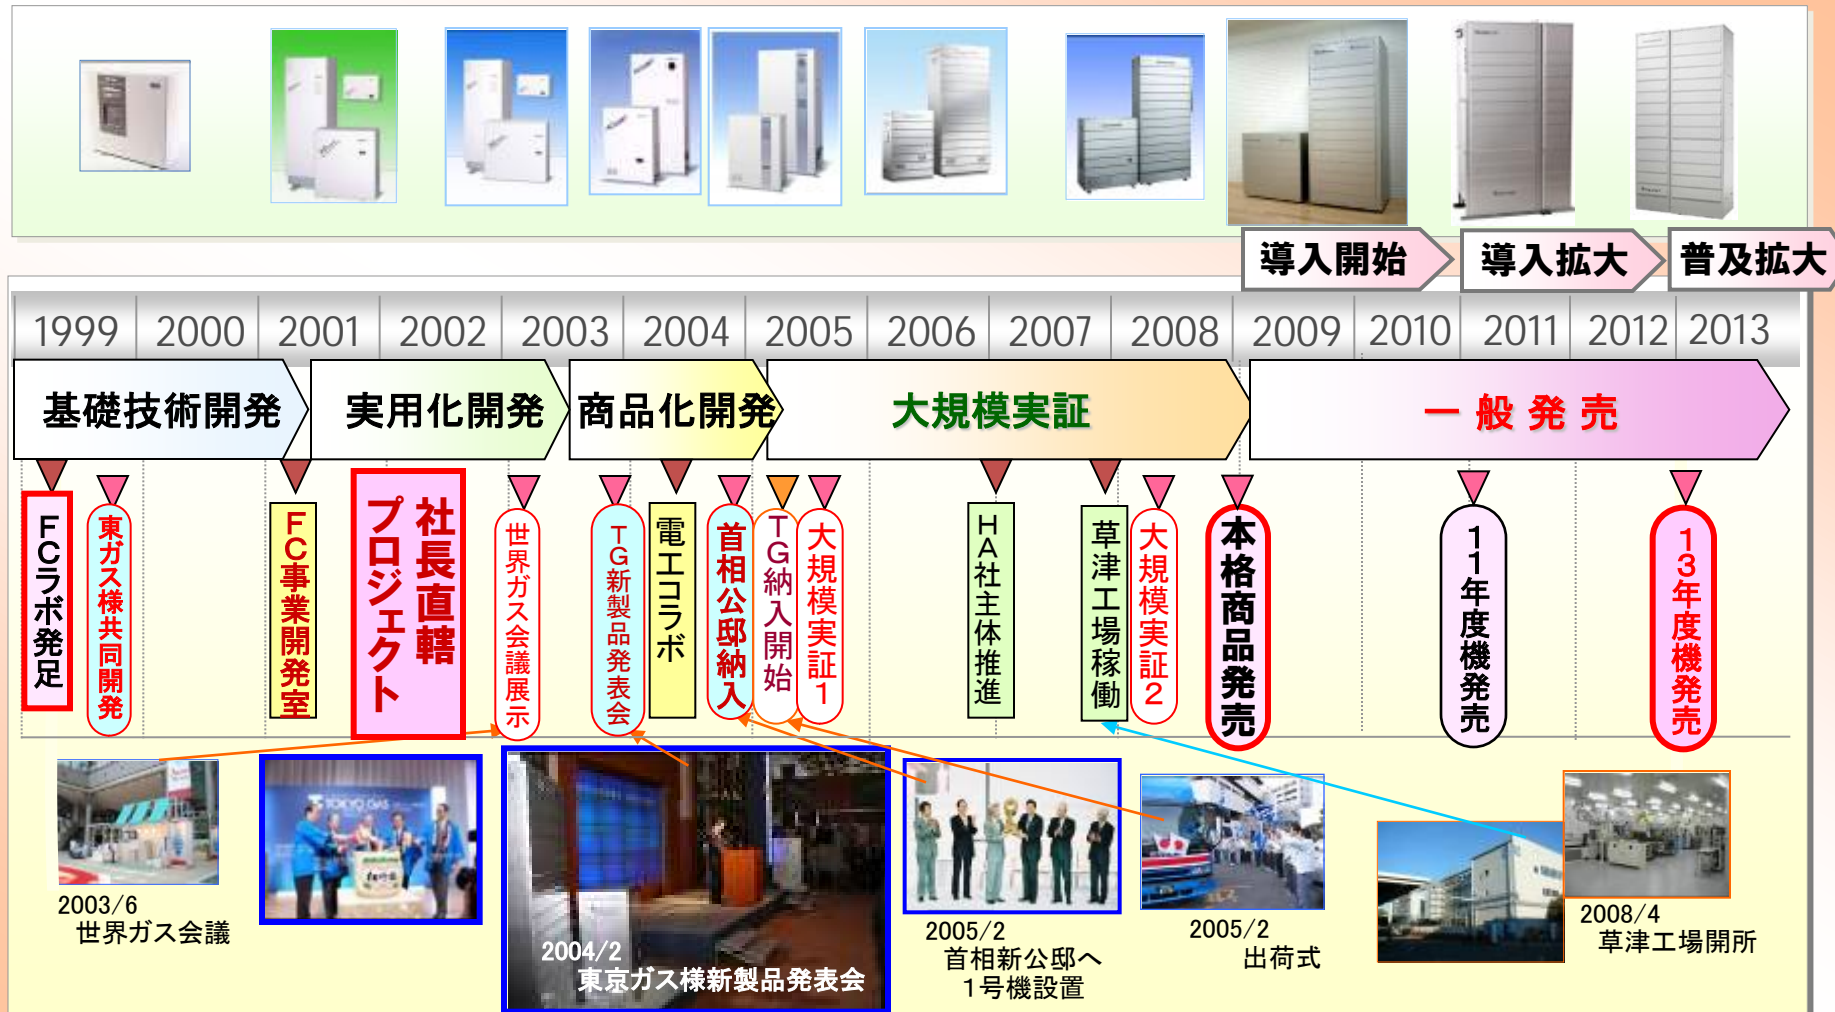 導入開始
導入拡大
普及拡大
1999
2000
2001
2002
2003
2004
2005
2006
2007
2008
2009
2010
2011
2012
2013
基礎技術開発
実用化開発
商品化開発
大規模実証
一般発売
FCラボ発足
東ガス様共同開発
FC事業開発室
社長直轄
プロジェクト
世界ガス会議展示
TG新製品発表会
電工コラボ
首相公邸納入
TG納入開始
大規模実証1
HA社主体推進
草津工場稼働
大規模実証2
本格商品発売
11年度機発売
13年度機発売
2003/6
世界ガス会議
TOKYO GAS
2004/2
東京ガス様新製品発表会
2005/2
首相新公邸へ
1号機設置
2005/2
出荷式
2008/4
草津工場開所